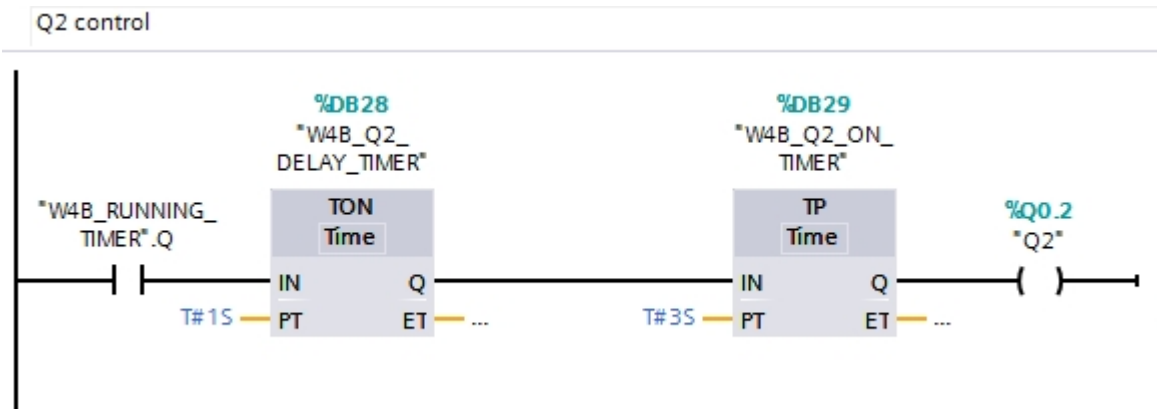 Q2 control
%DB28
"W4B_Q2_
DELAY_TIMER"
%DB29
"W4B_Q2_ON_
TIMER"
"W4B_RUNNING_
TIMER".Q
TON
Time
TP
Time
%Q0.2
"Q2"
IN Q
IN Q
T#1S PT ET ...
T#3S PT ET ...